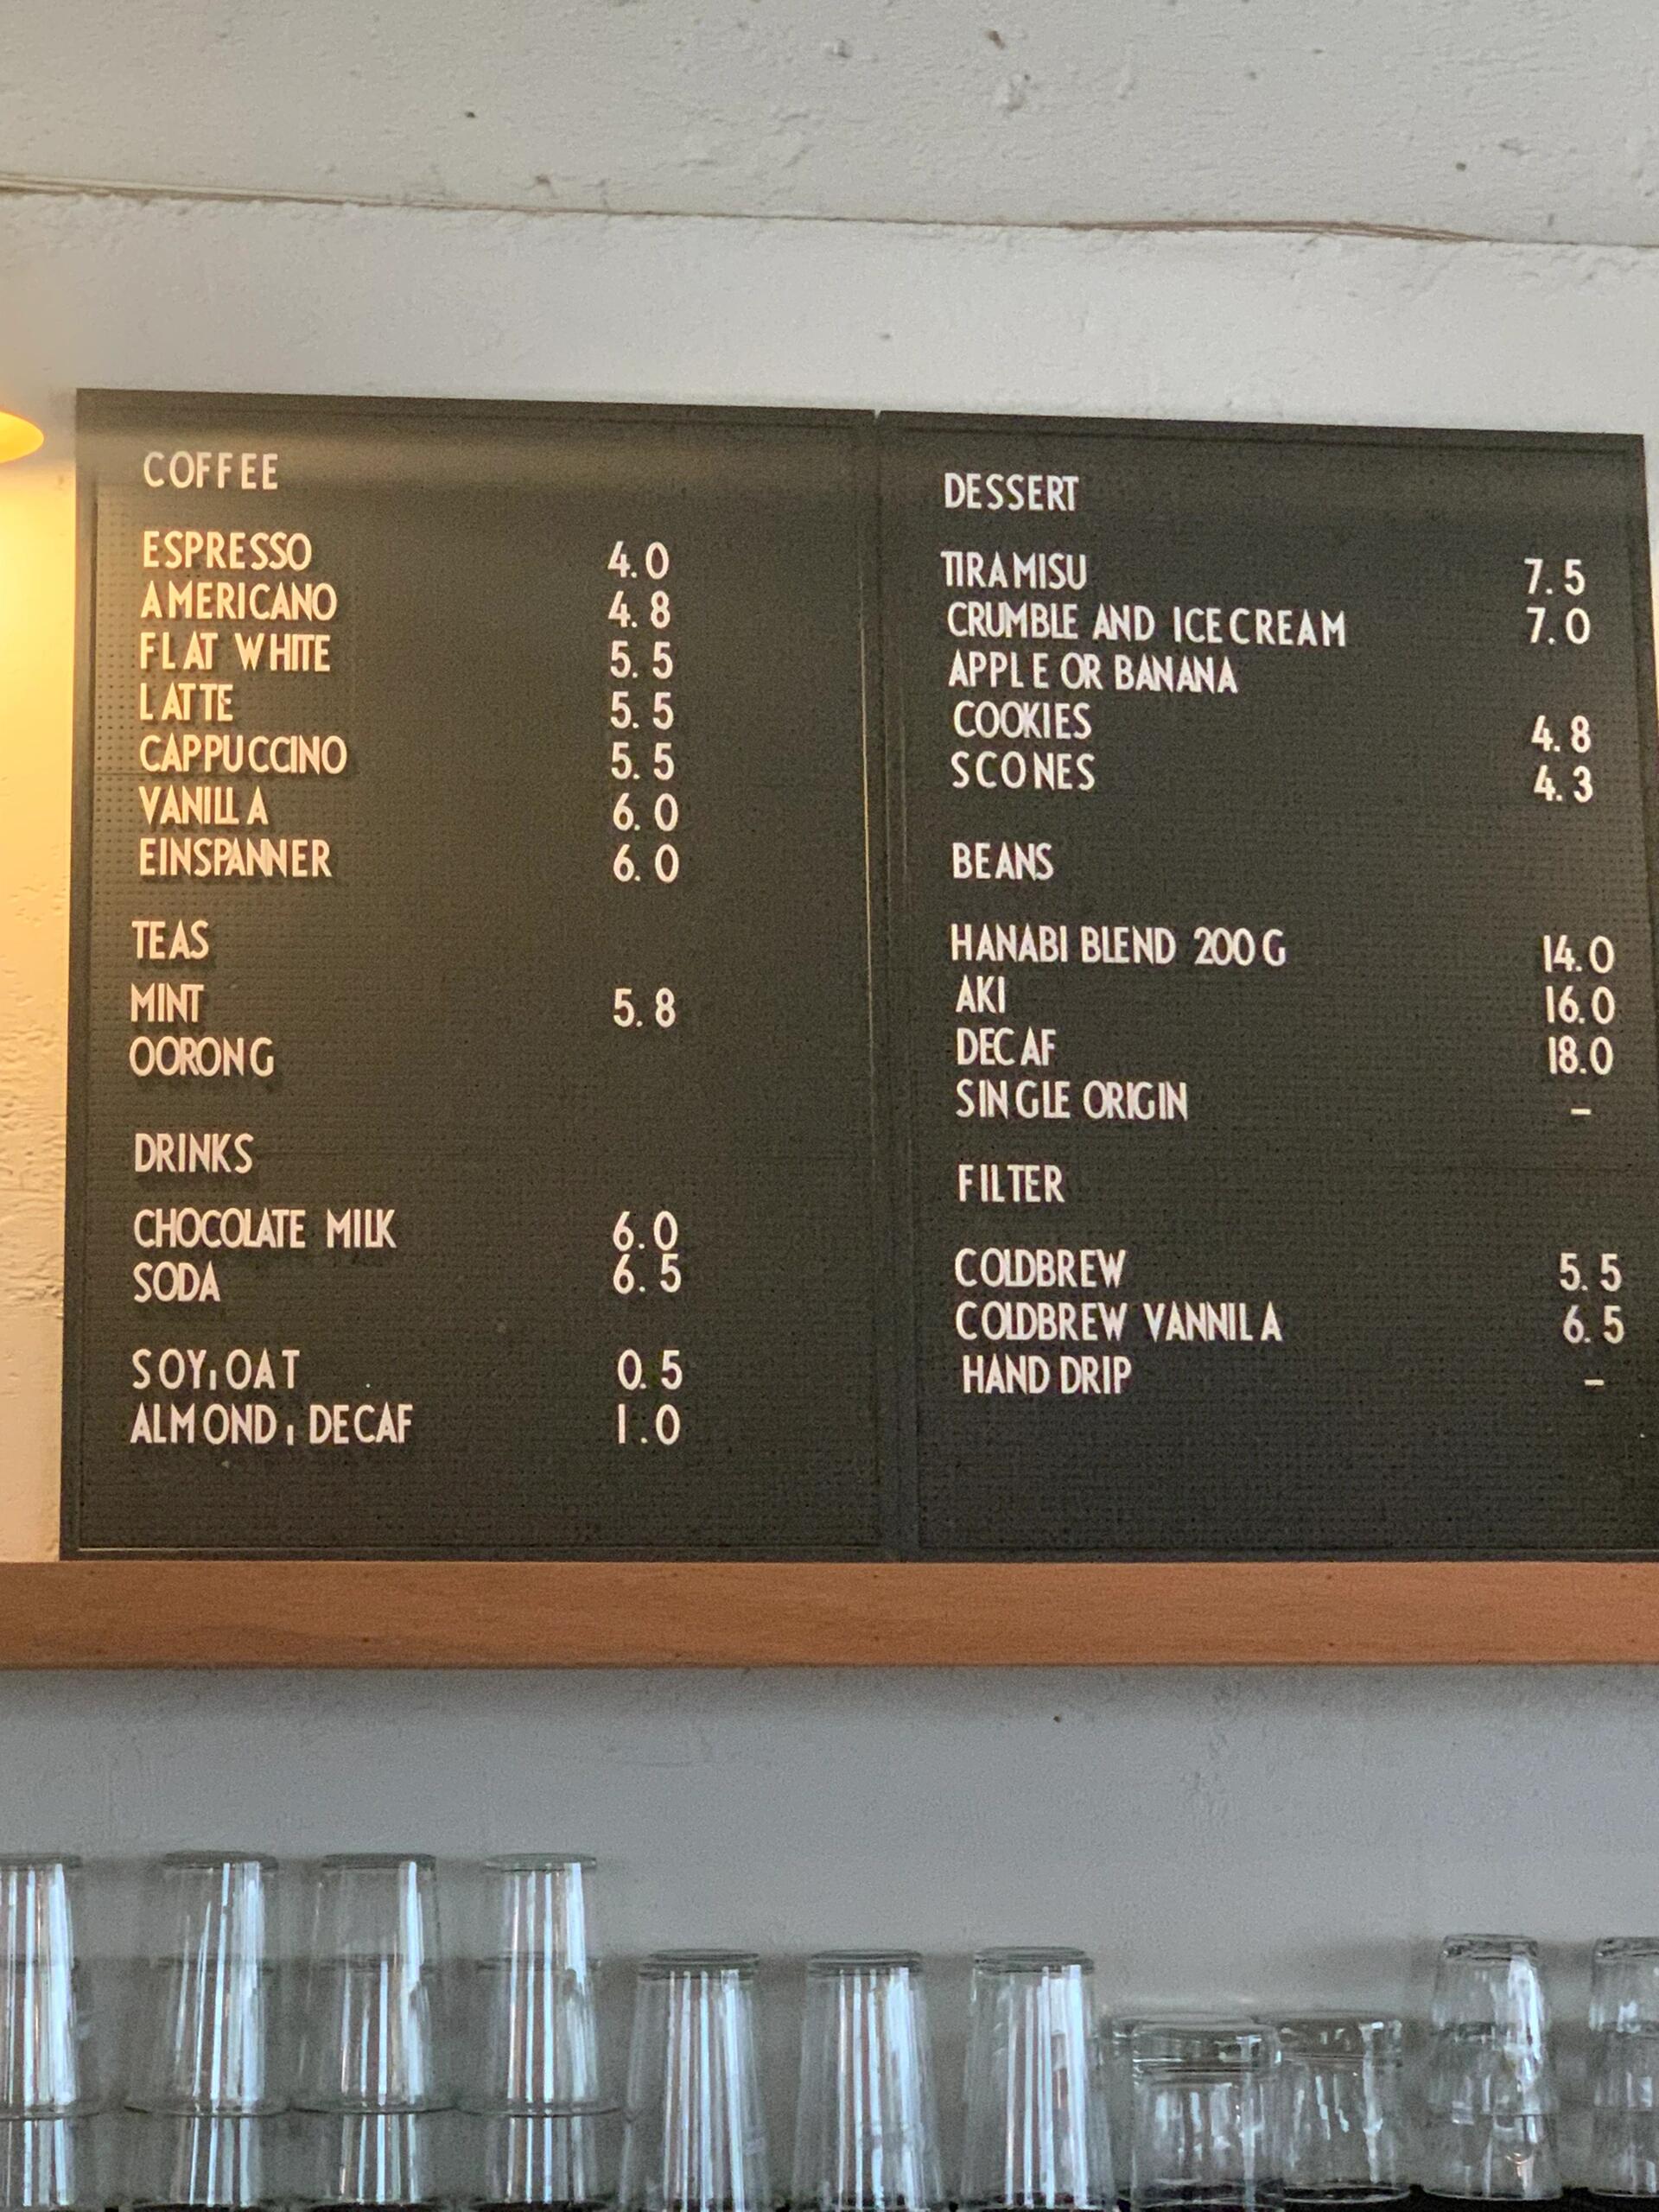 COFFEE
ESPRESSO 4.0
AMERICANO 4.8
FLAT WHITE 5.5
LATTE 5.5
CAPPUCCINO 5.5
VANILLA 6.0
EINSPANNER 6.0
TEAS
MINT 5.8
OORONG
DRINKS
CHOCOLATE MILK 6.0
SODA 6.5
SOY,OAT 0.5
ALMOND, DECAF 1.0
DESSERT
TIRAMISU 7.5
CRUMBLE AND ICECREAM 7.0
APPLE OR BANANA
COOKIES 4.8
SCONES 4.3
BEANS
HANABI BLEND 200G 14.0
AKI 16.0
DECAF 18.0
SINGLE ORIGIN –
FILTER
COLDBREW 5.5
COLDBREW VANNILA 6.5
HAND DRIP –